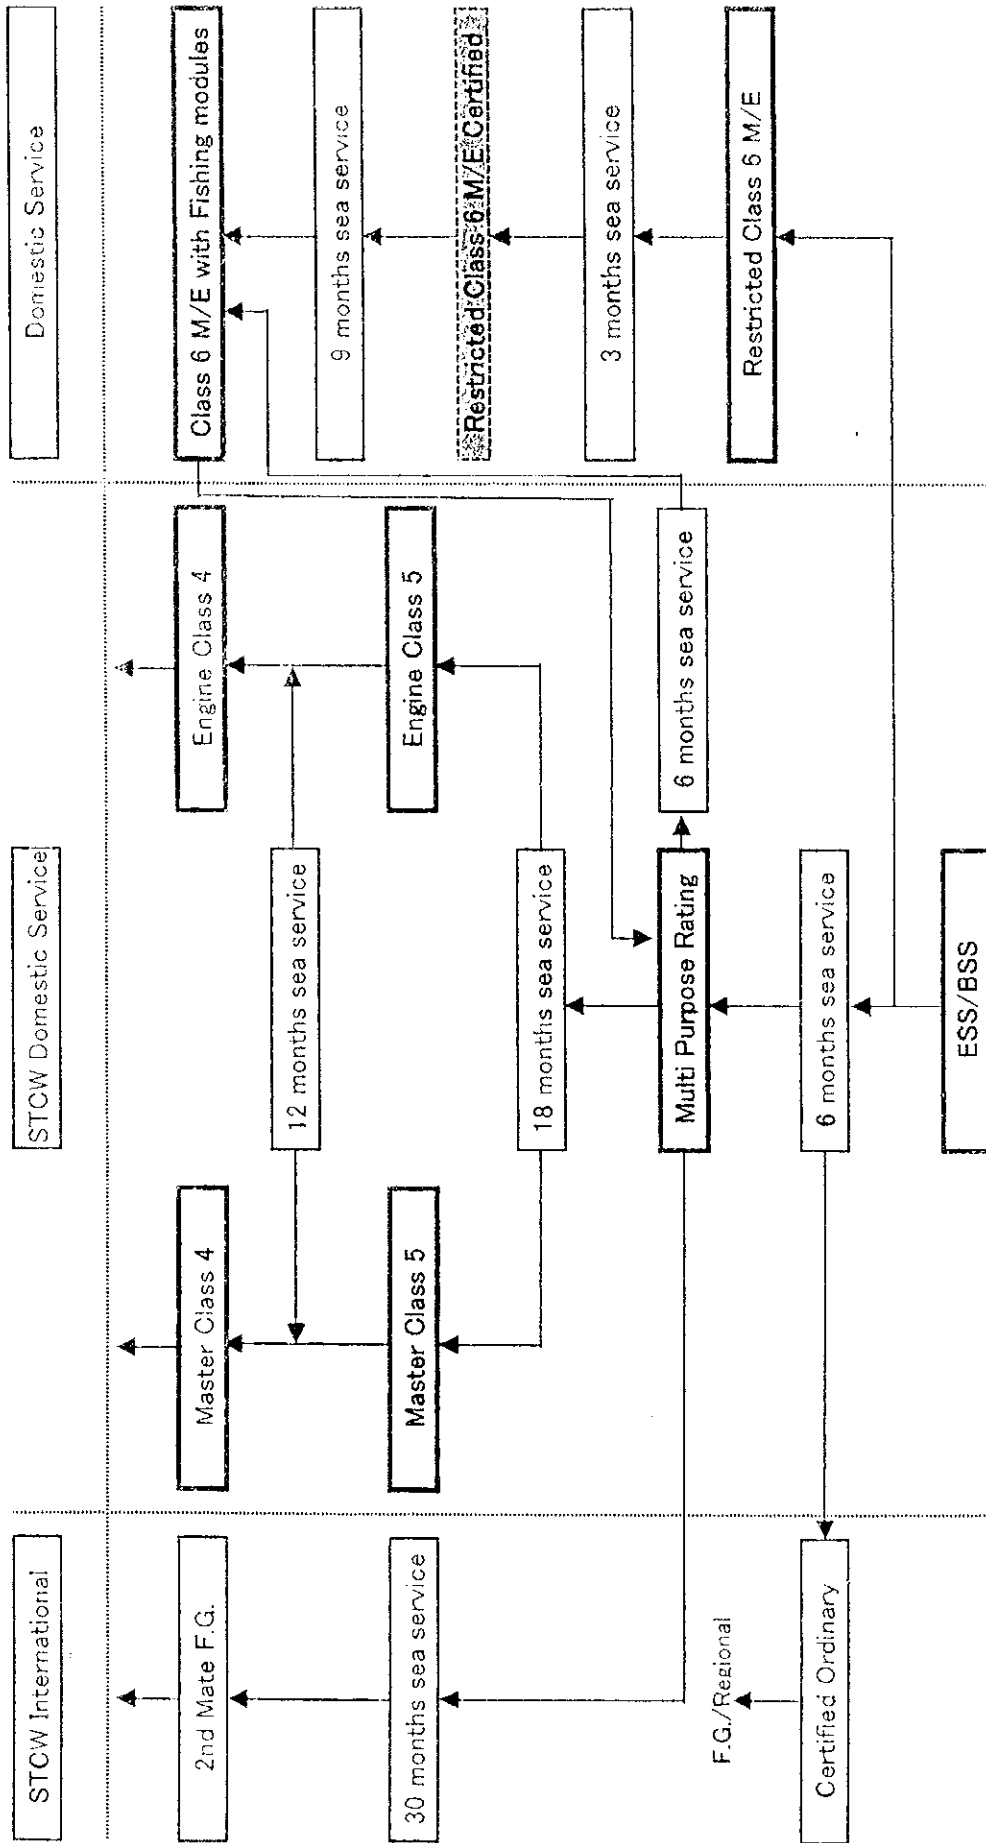 STCW International
STCW Domestic Service
Domestic Service
2nd Mate F.G.
Master Class 4
Engine Class 4
Class 6 M/E with Fishing modules
12 months sea service
9 months sea service
30 months sea service
Master Class 5
Engine Class 5
Restricted Class 6 M/E Certified
18 months sea service
3 months sea service
F.G./Regional
Multi Purpose Rating
6 months sea service
Restricted Class 6 M/E
Certified Ordinary
6 months sea service
ESS/BSS